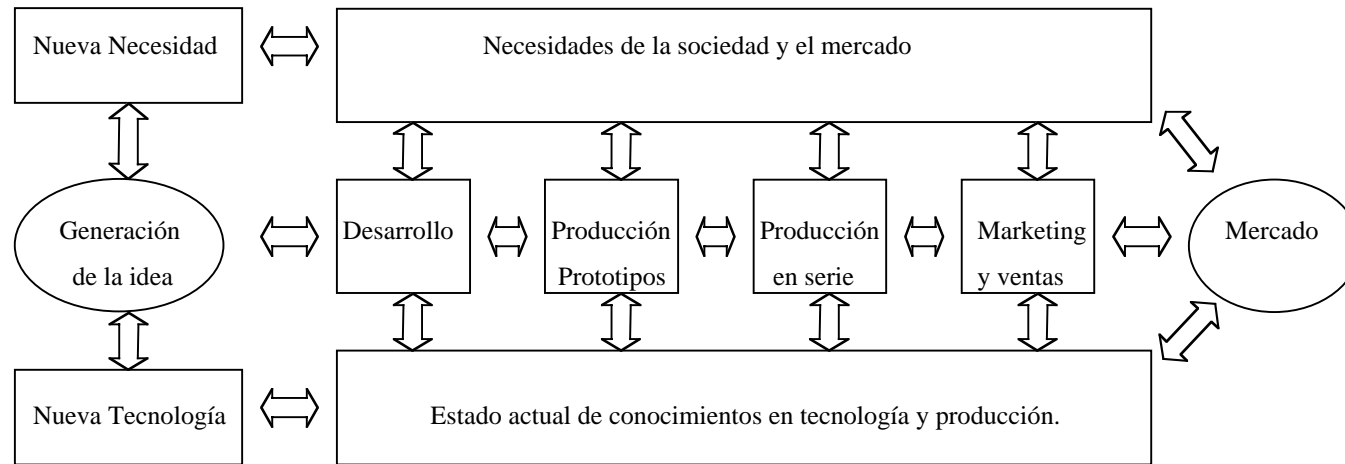 Nueva Necesidad
Necesidades de la sociedad y el mercado
Generación
de la idea
Desarrollo
Producción
Prototipos
Producción
en serie
Marketing
y ventas
Mercado
Nueva Tecnología
Estado actual de conocimientos en tecnología y producción.